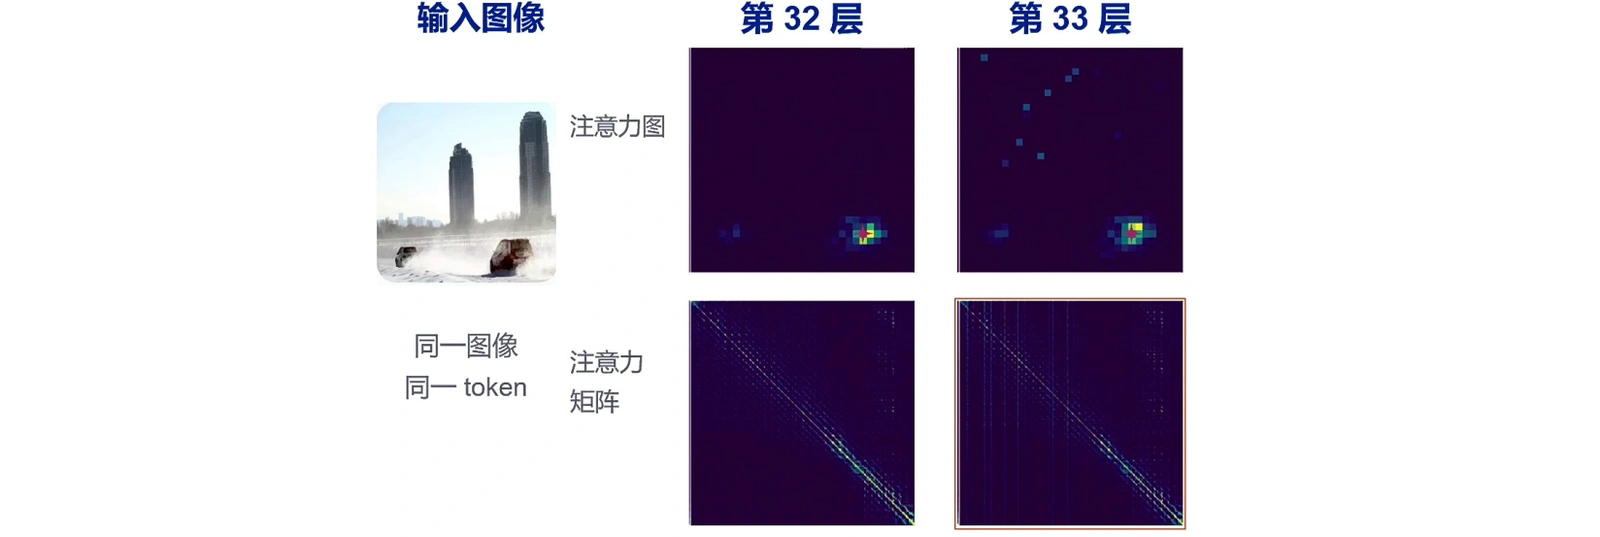 输入图像
第 32 层
第 33 层
注意力图
同一图像
同一 token
注意力
矩阵